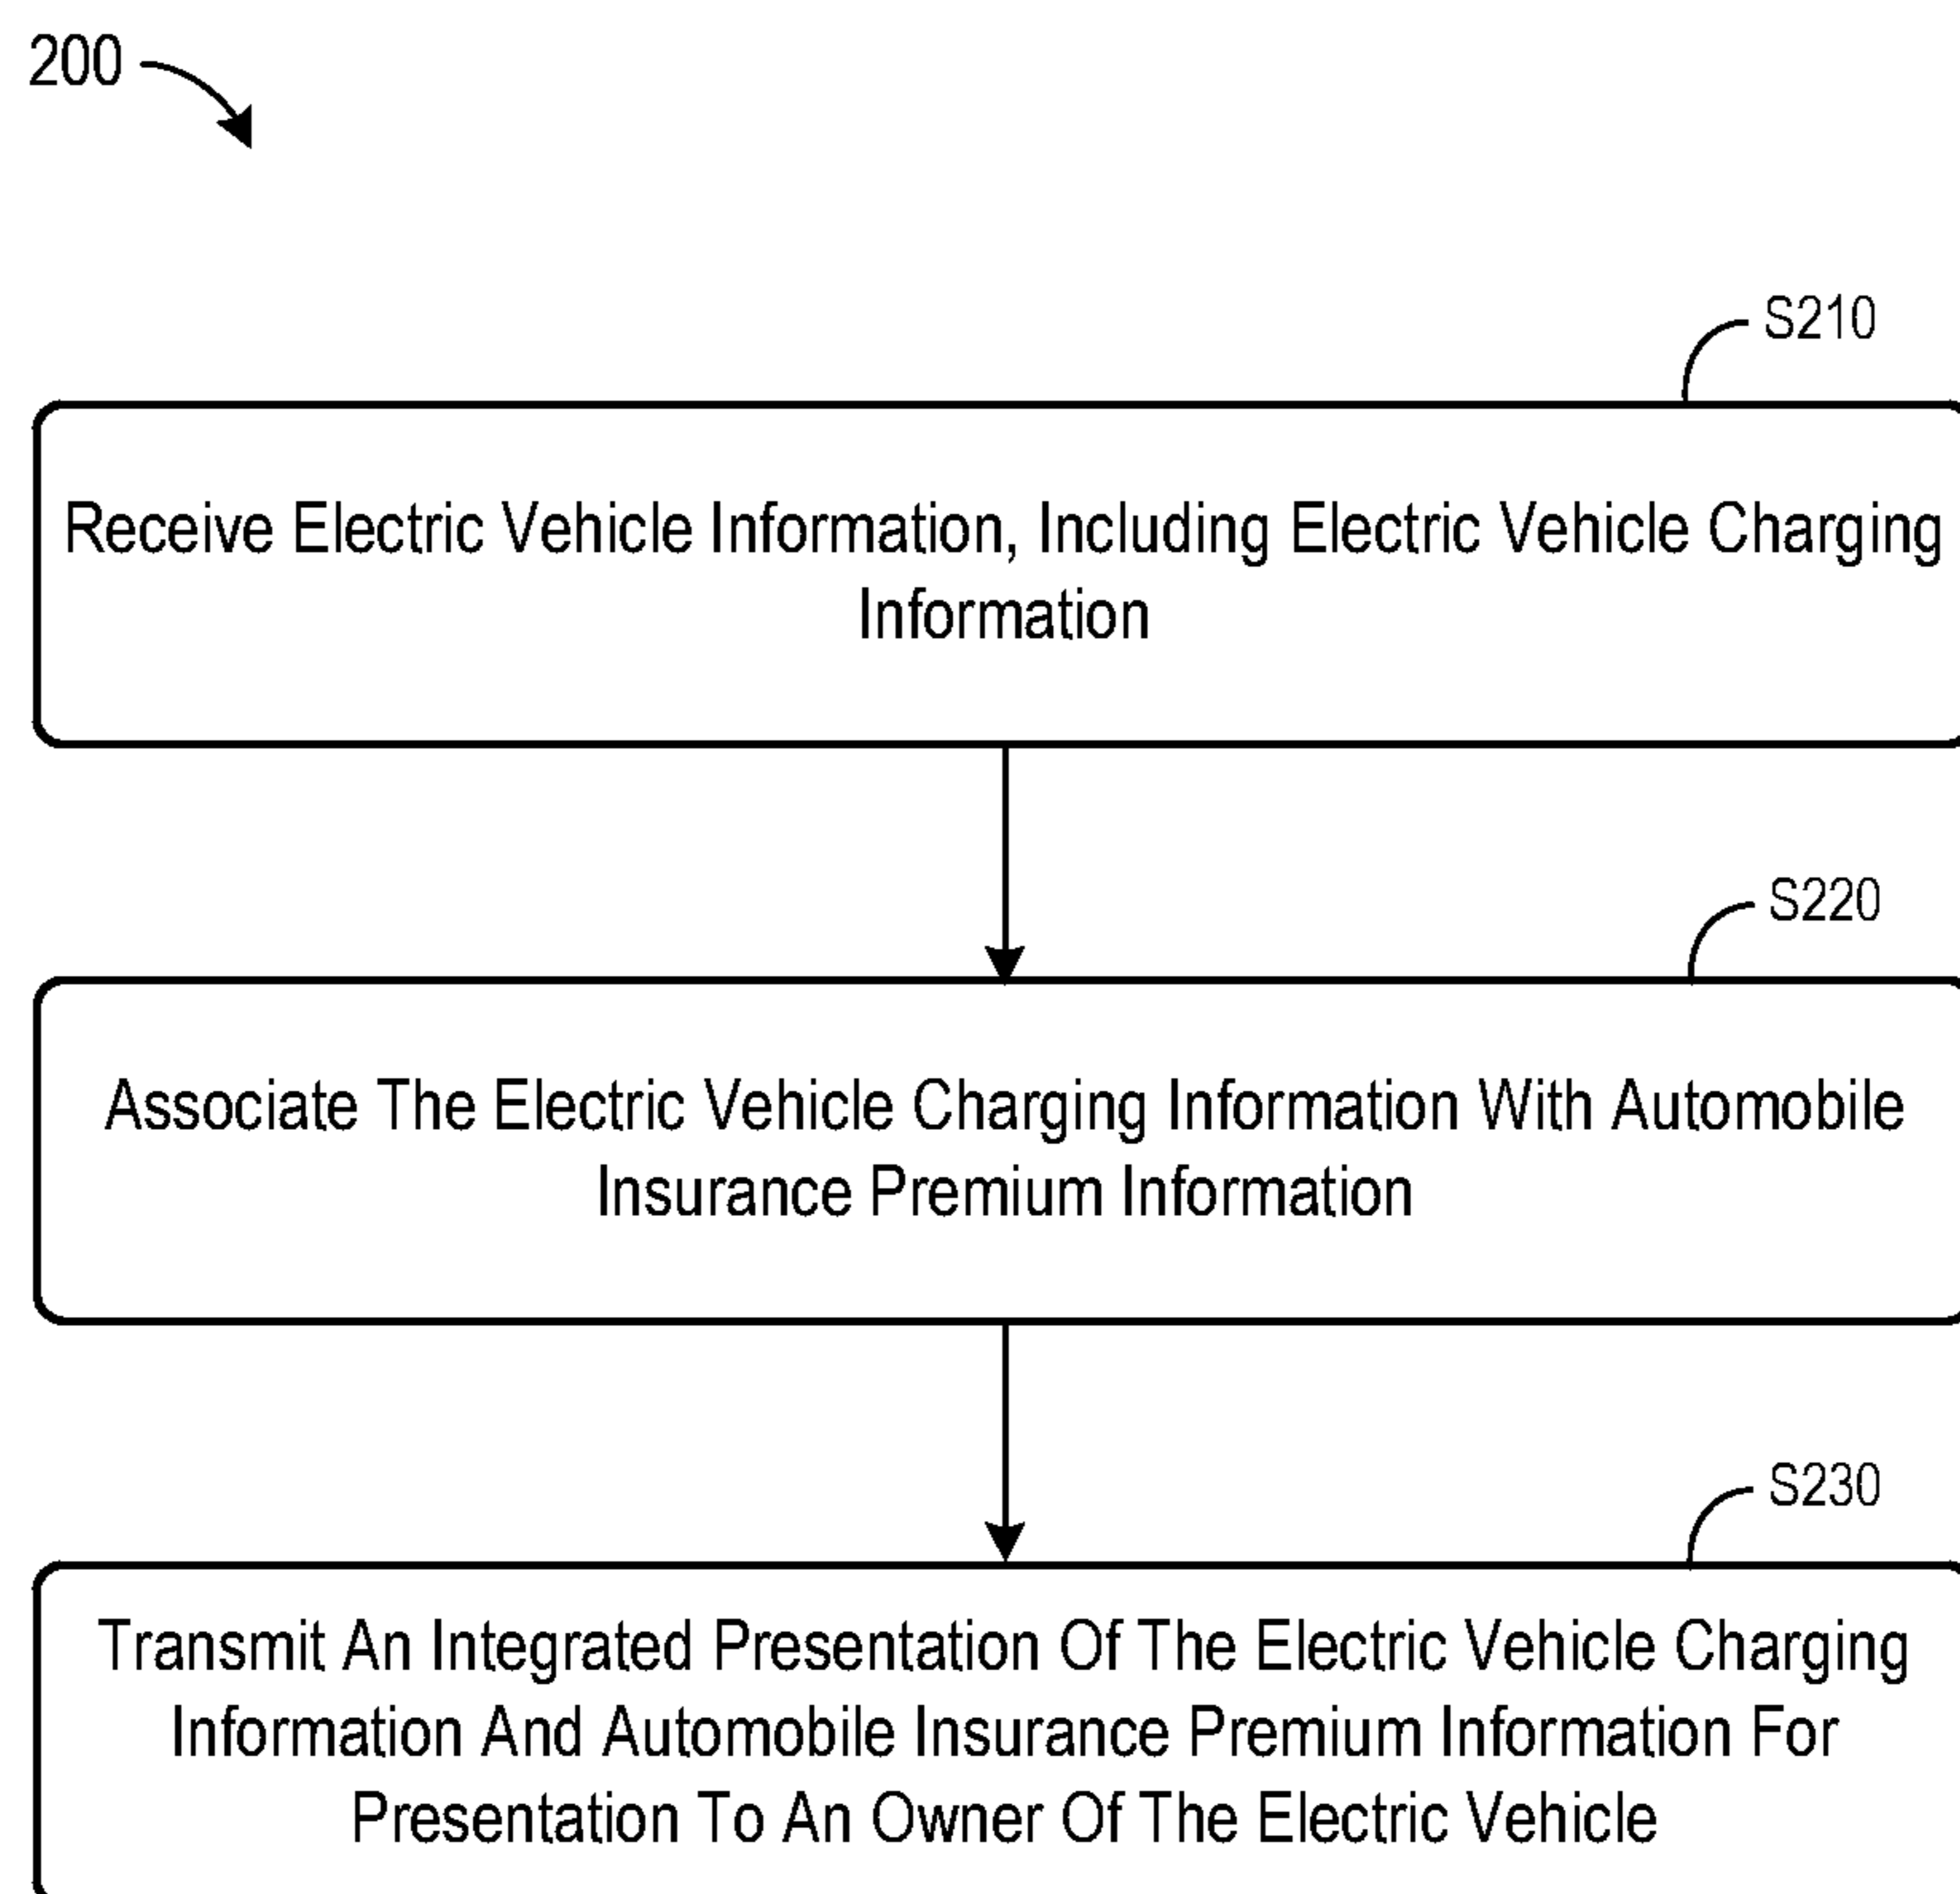 200
S210
Receive Electric Vehicle Information, Including Electric Vehicle Charging
Information
S220
Associate The Electric Vehicle Charging Information With Automobile
Insurance Premium Information
S230
Transmit An Integrated Presentation Of The Electric Vehicle Charging
Information And Automobile Insurance Premium Information For
Presentation To An Owner Of The Electric Vehicle